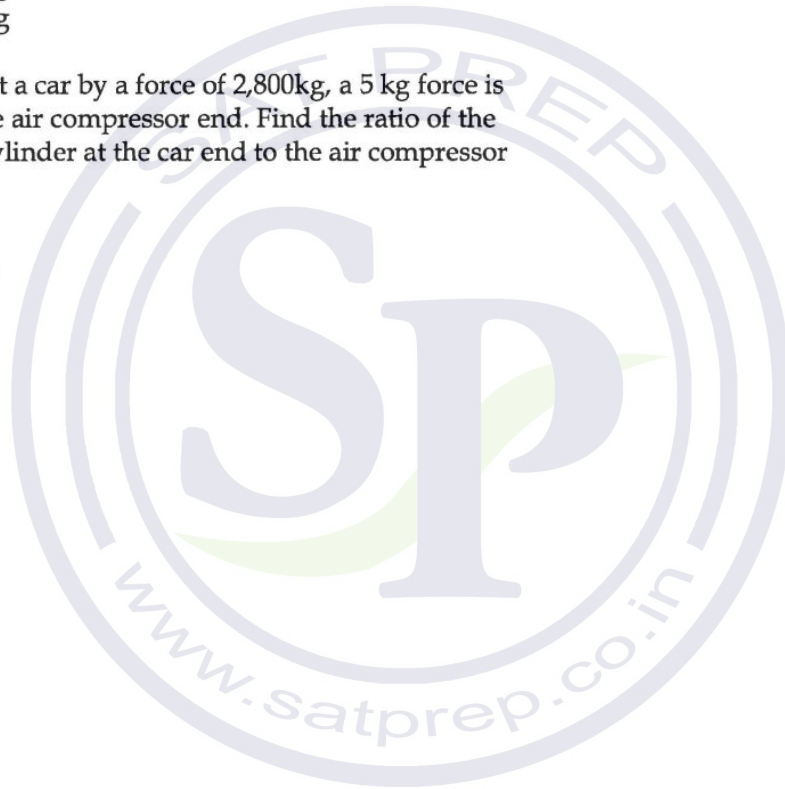 g
t a car by a force of 2,800kg, a 5 kg force is
e air compressor end. Find the ratio of the
ylinder at the car end to the air compressor
SAT PREP
SP
www.satprep.co.in